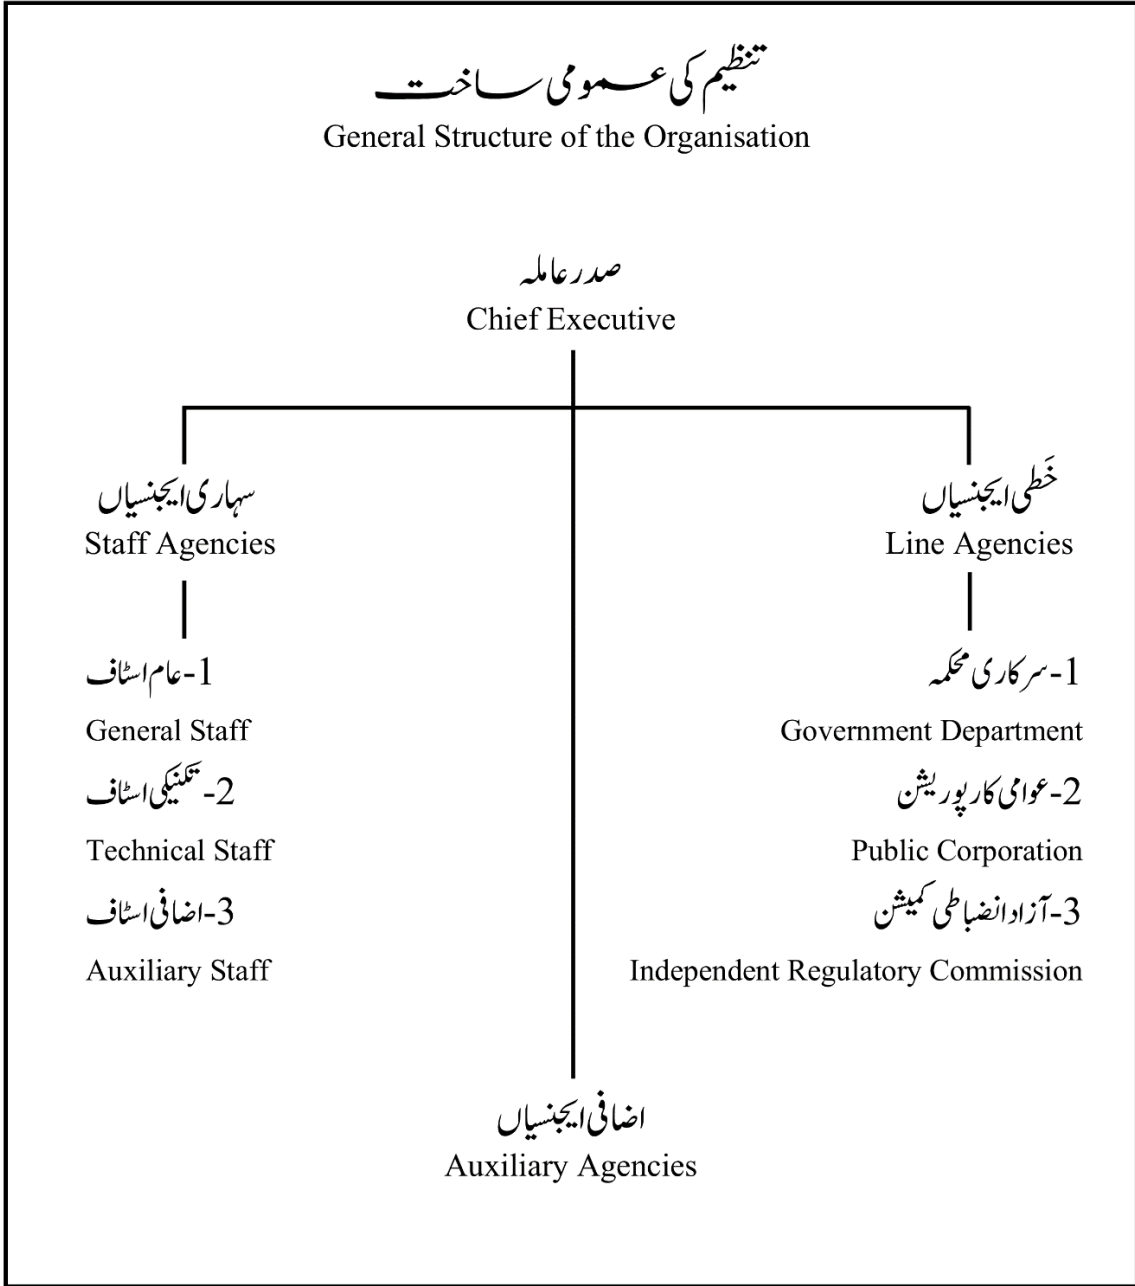 تنظیم کی عمومی ساخت
General Structure of the Organisation
صدر عاملہ
Chief Executive
خَطی ایجنسیاں
Line Agencies
1-سرکاری محکمہ
Government Department
2-عوامی کارپوریشن
Public Corporation
3-آزاد انضباطی کمیشن
Independent Regulatory Commission
سہاری ایجنسیاں
Staff Agencies
1-عام اسٹاف
General Staff
2-تکنیکی اسٹاف
Technical Staff
3-اضافی اسٹاف
Auxiliary Staff
اضافی ایجنسیاں
Auxiliary Agencies